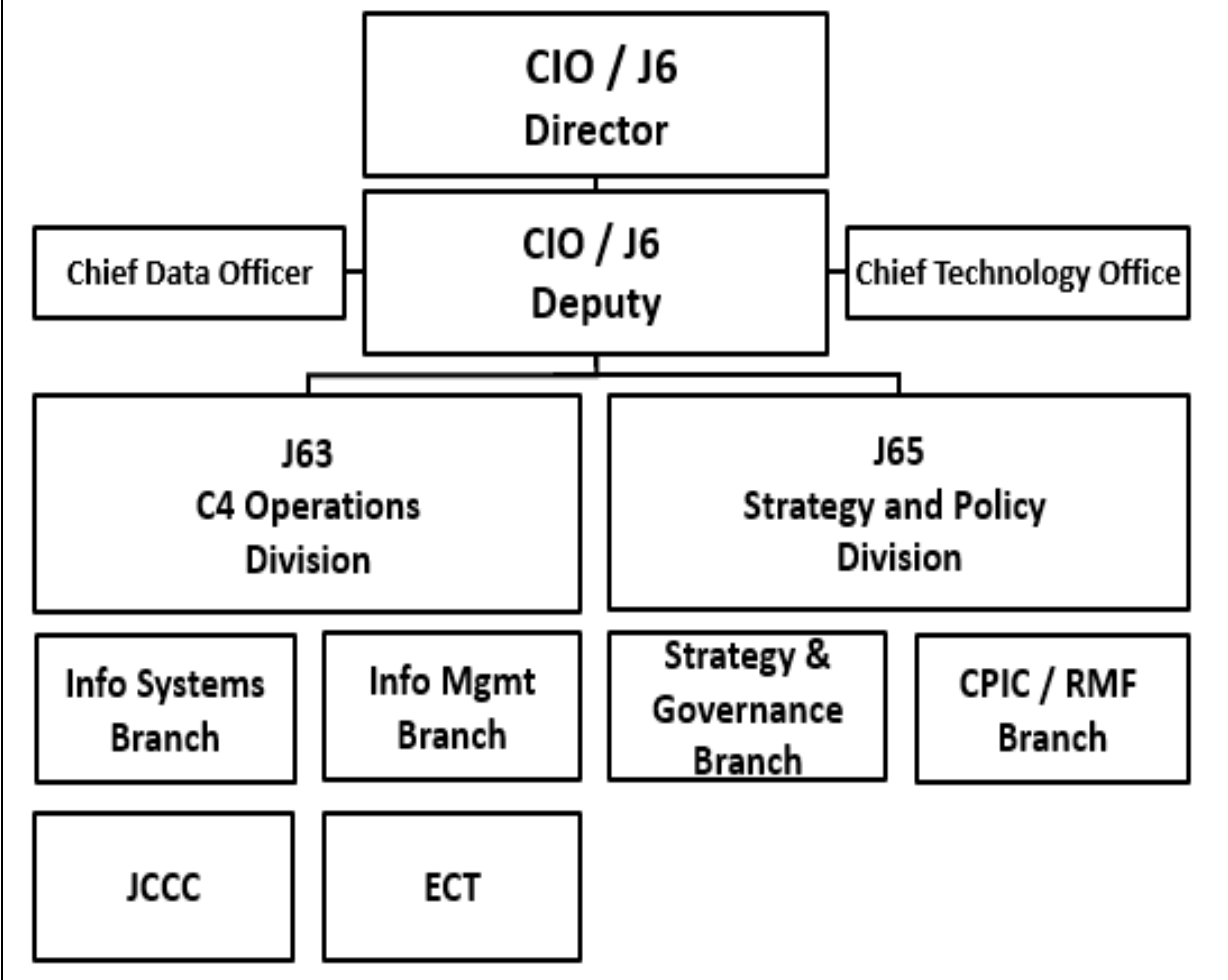 CIO / J6
Director
CIO / J6
Deputy
Chief Data Officer
Chief Technology Office
J63
C4 Operations
Division
J65
Strategy and Policy
Division
Info Systems
Branch
Info Mgmt
Branch
Strategy &
Governance
Branch
CPIC / RMF
Branch
JCCC
ECT